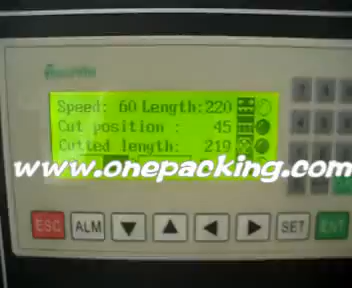 Speed: 60 Length:220
Cut position : 45
Cutted length: 219
www.onepacking.com
ESC ALM SET ENT